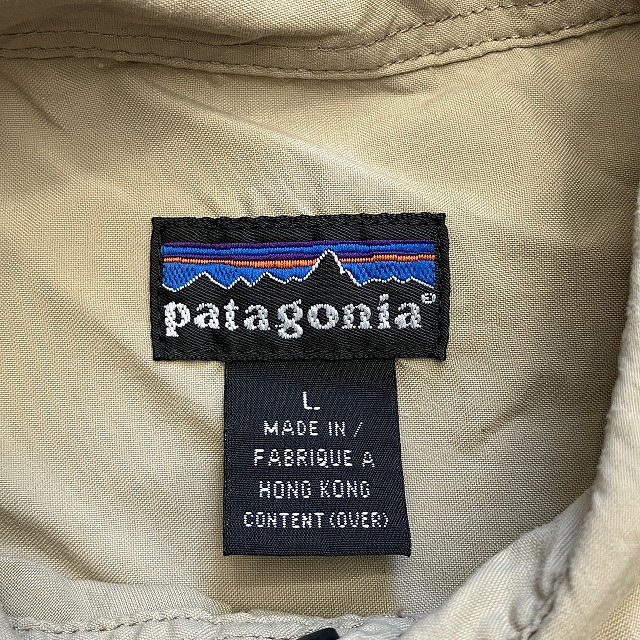 patagonia®
L
MADE IN /
FABRIQUE A
HONG KONG
CONTENT (OVER)